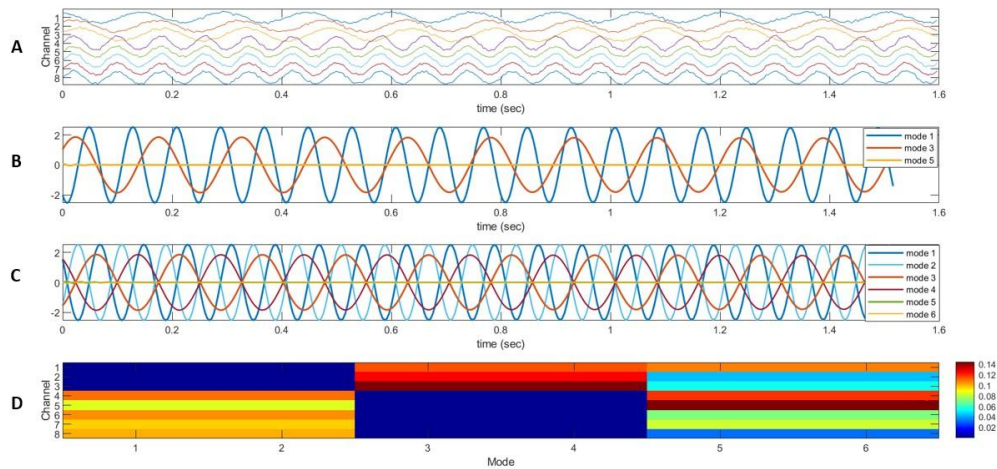 A
Channel
1
2
3
4
5
6
7
8
0 0.2 0.4 0.6 0.8 1 1.2 1.4 1.6
time (sec)
B
2
0
-2
mode 1
mode 3
mode 5
0 0.2 0.4 0.6 0.8 1 1.2 1.4 1.6
time (sec)
C
2
0
-2
mode 1
mode 2
mode 3
mode 4
mode 5
mode 6
0 0.2 0.4 0.6 0.8 1 1.2 1.4 1.6
time (sec)
D
Channel
1
2
3
4
5
6
7
8
0.14
0.12
0.1
0.08
0.06
0.04
0.02
1 2 3 4 5 6
Mode